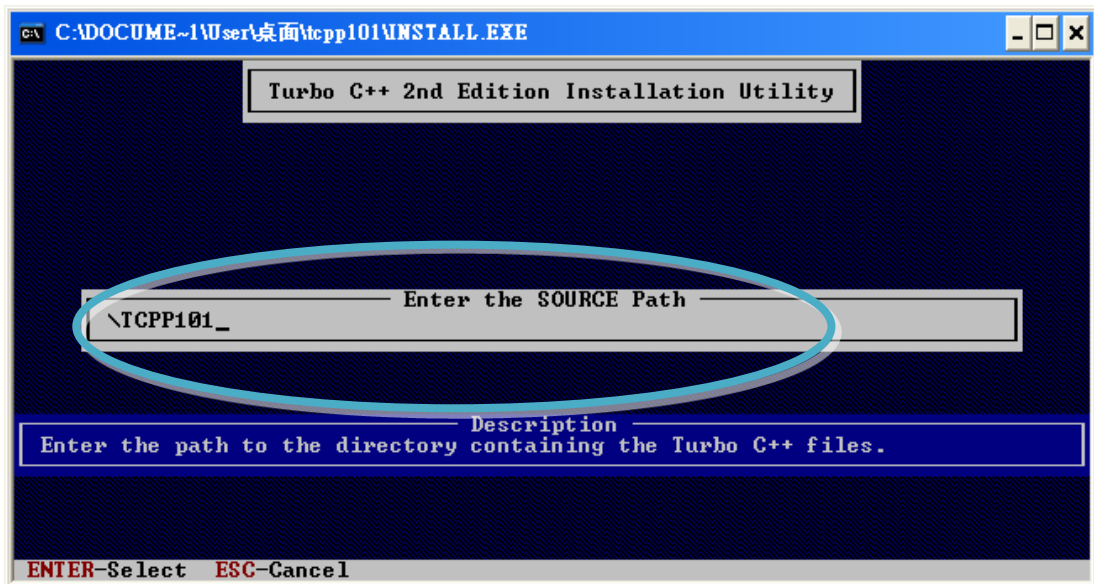 C:\DOCUME~1\User\桌面\tcpp101\INSTALL.EXE
Turbo C++ 2nd Edition Installation Utility
Enter the SOURCE Path
\TCPP101_
Description
Enter the path to the directory containing the Turbo C++ files.
ENTER-Select ESC-Cancel